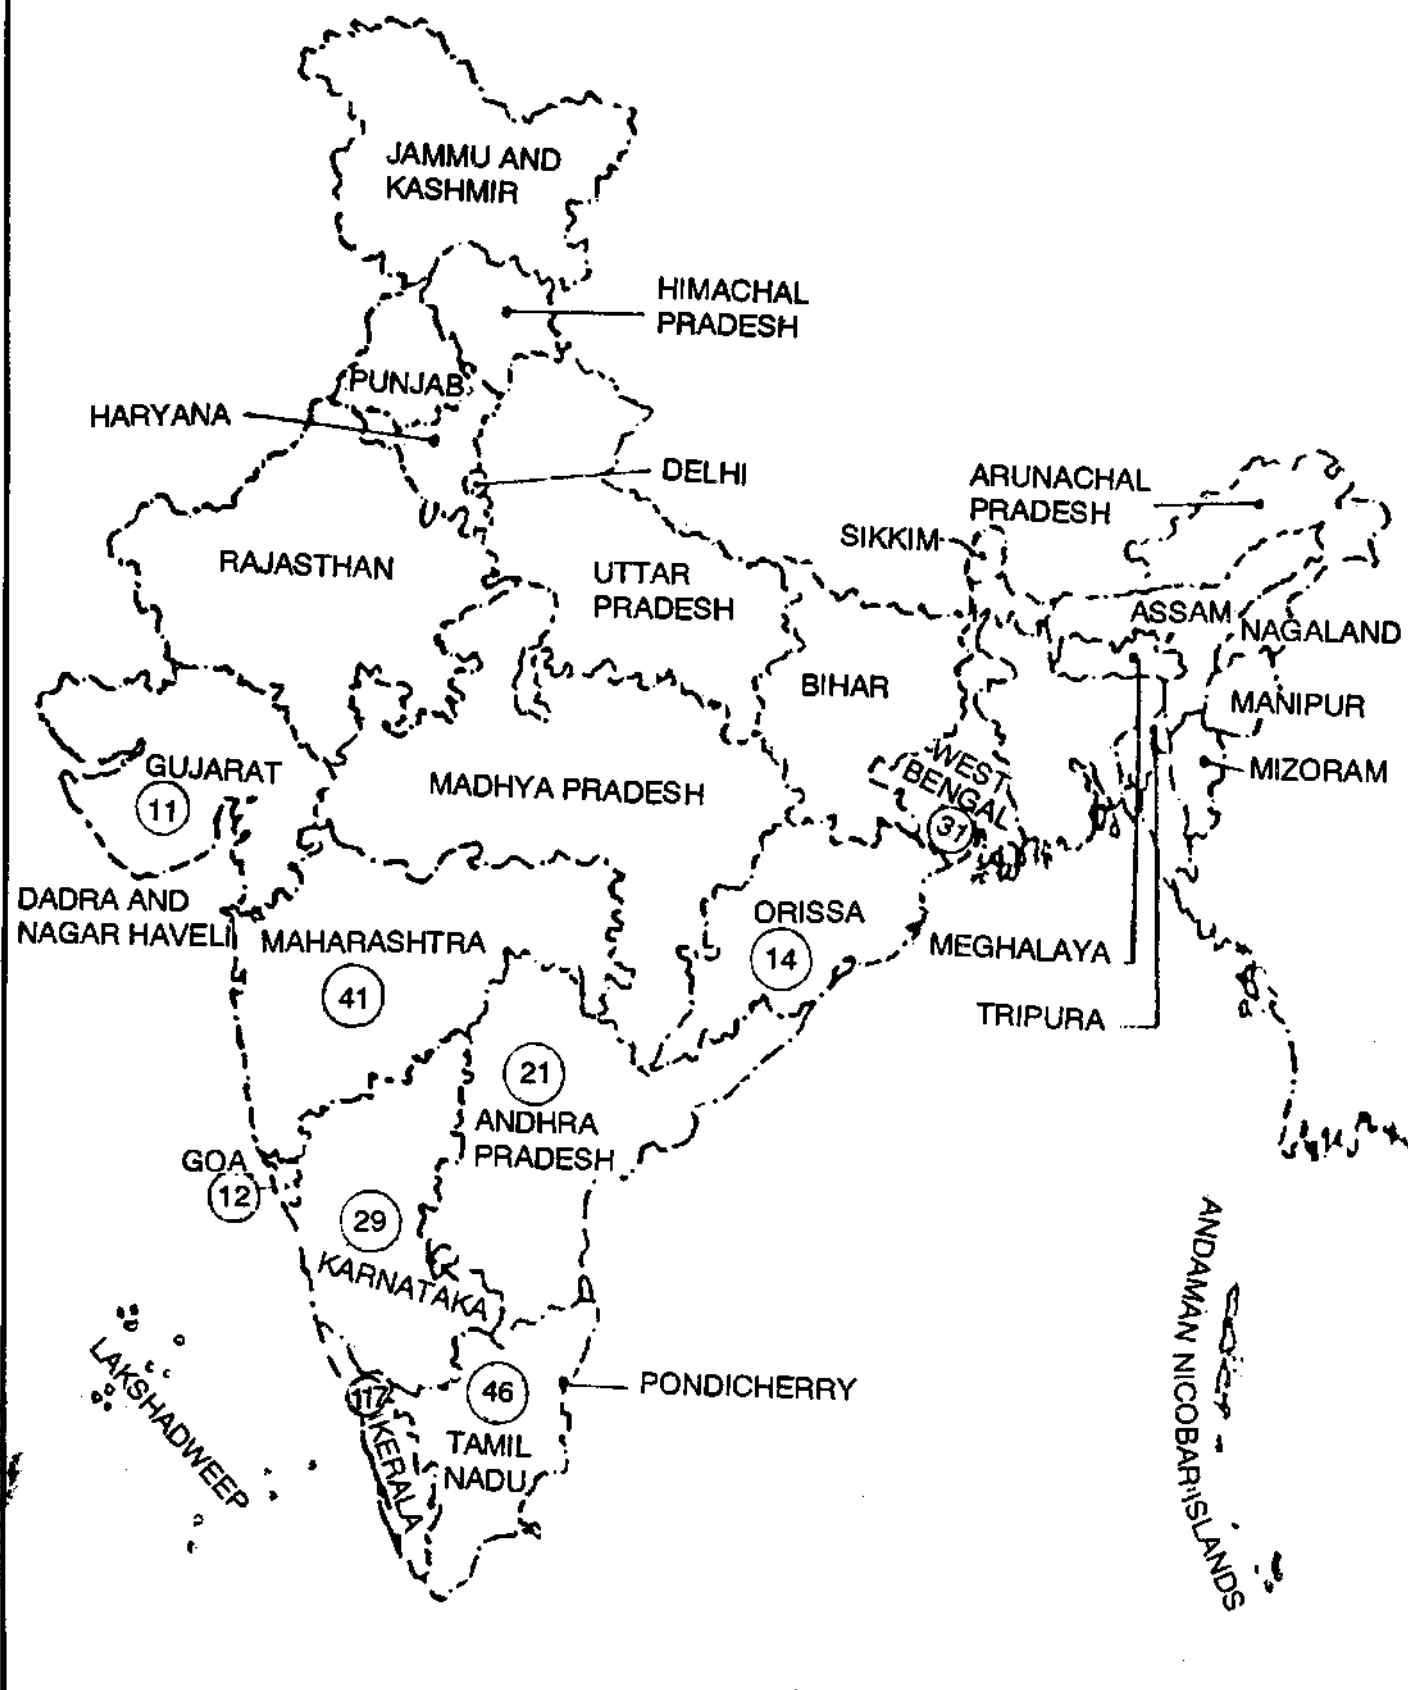 JAMMU AND
KASHMIR
HIMACHAL
PRADESH
PUNJAB
HARYANA
DELHI
ARUNACHAL
PRADESH
SIKKIM
RAJASTHAN
UTTAR
PRADESH
ASSAM
NAGALAND
BIHAR
MANIPUR
GUJARAT
11
MADHYA PRADESH
WEST
BENGAL
31
MIZORAM
DADRA AND
NAGAR HAVELI
MAHARASHTRA
41
ORISSA
14
MEGHALAYA
TRIPURA
21
ANDHRA
PRADESH
GOA
12
29
KARNATAKA
ANDAMAN NICOBAR ISLANDS
LAKSHADWEEP
117
KERALA
46
TAMIL
NADU
PONDICHERRY